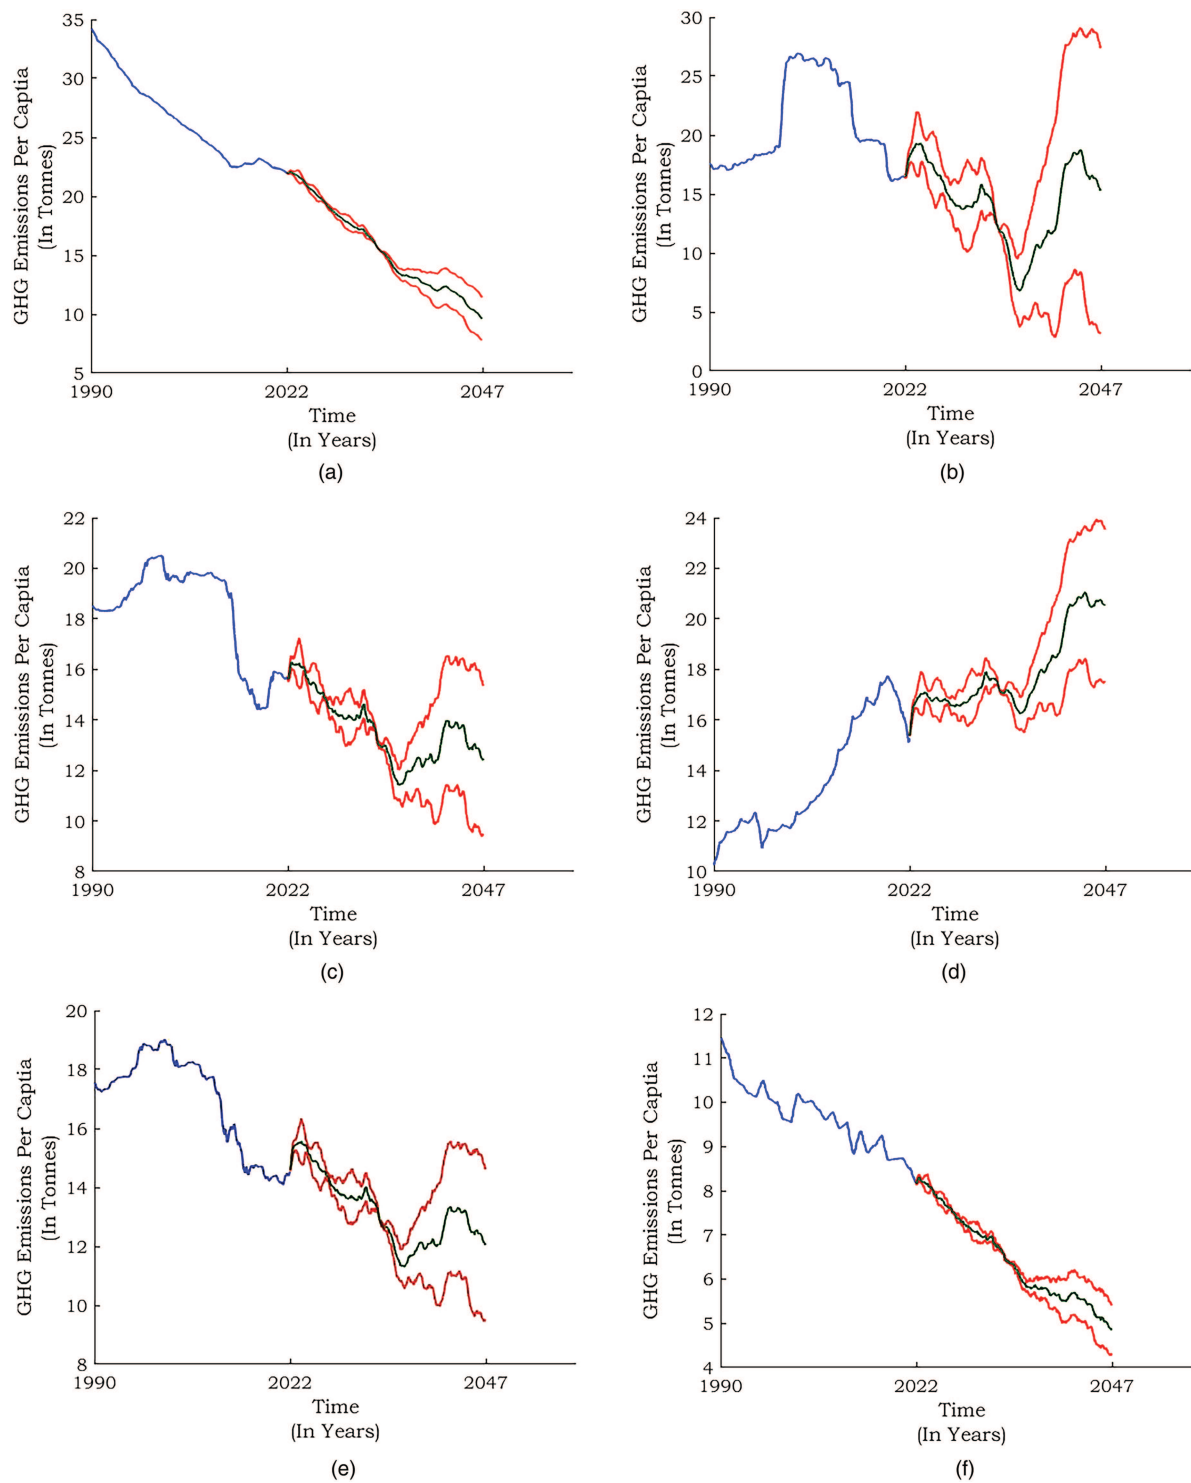 GHG Emissions Per Captia
(In Tonnes)
35
30
25
20
15
10
5
1990
2022
2047
Time
(In Years)
(a)
GHG Emissions Per Captia
(In Tonnes)
30
25
20
15
10
5
0
1990
2022
2047
Time
(In Years)
(b)
GHG Emissions Per Captia
(In Tonnes)
22
20
18
16
14
12
10
8
1990
2022
2047
Time
(In Years)
(c)
GHG Emissions Per Captia
(In Tonnes)
24
22
20
18
16
14
12
10
1990
2022
2047
Time
(In Years)
(d)
GHG Emissions Per Captia
(In Tonnes)
20
18
16
14
12
10
8
1990
2022
2047
Time
(In Years)
(e)
GHG Emissions Per Captia
(In Tonnes)
12
11
10
9
8
7
6
5
4
1990
2022
2047
Time
(In Years)
(f)